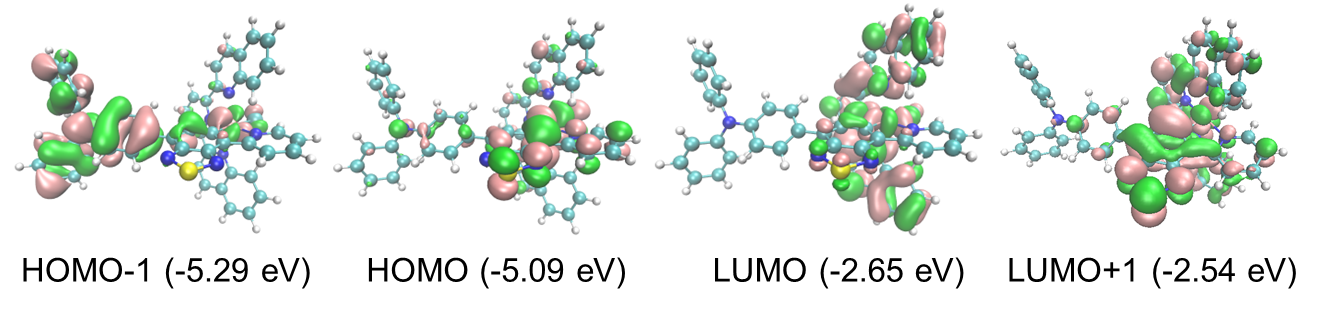 HOMO-1 (-5.29 eV) HOMO (-5.09 eV) LUMO (-2.65 eV) LUMO+1 (-2.54 eV)